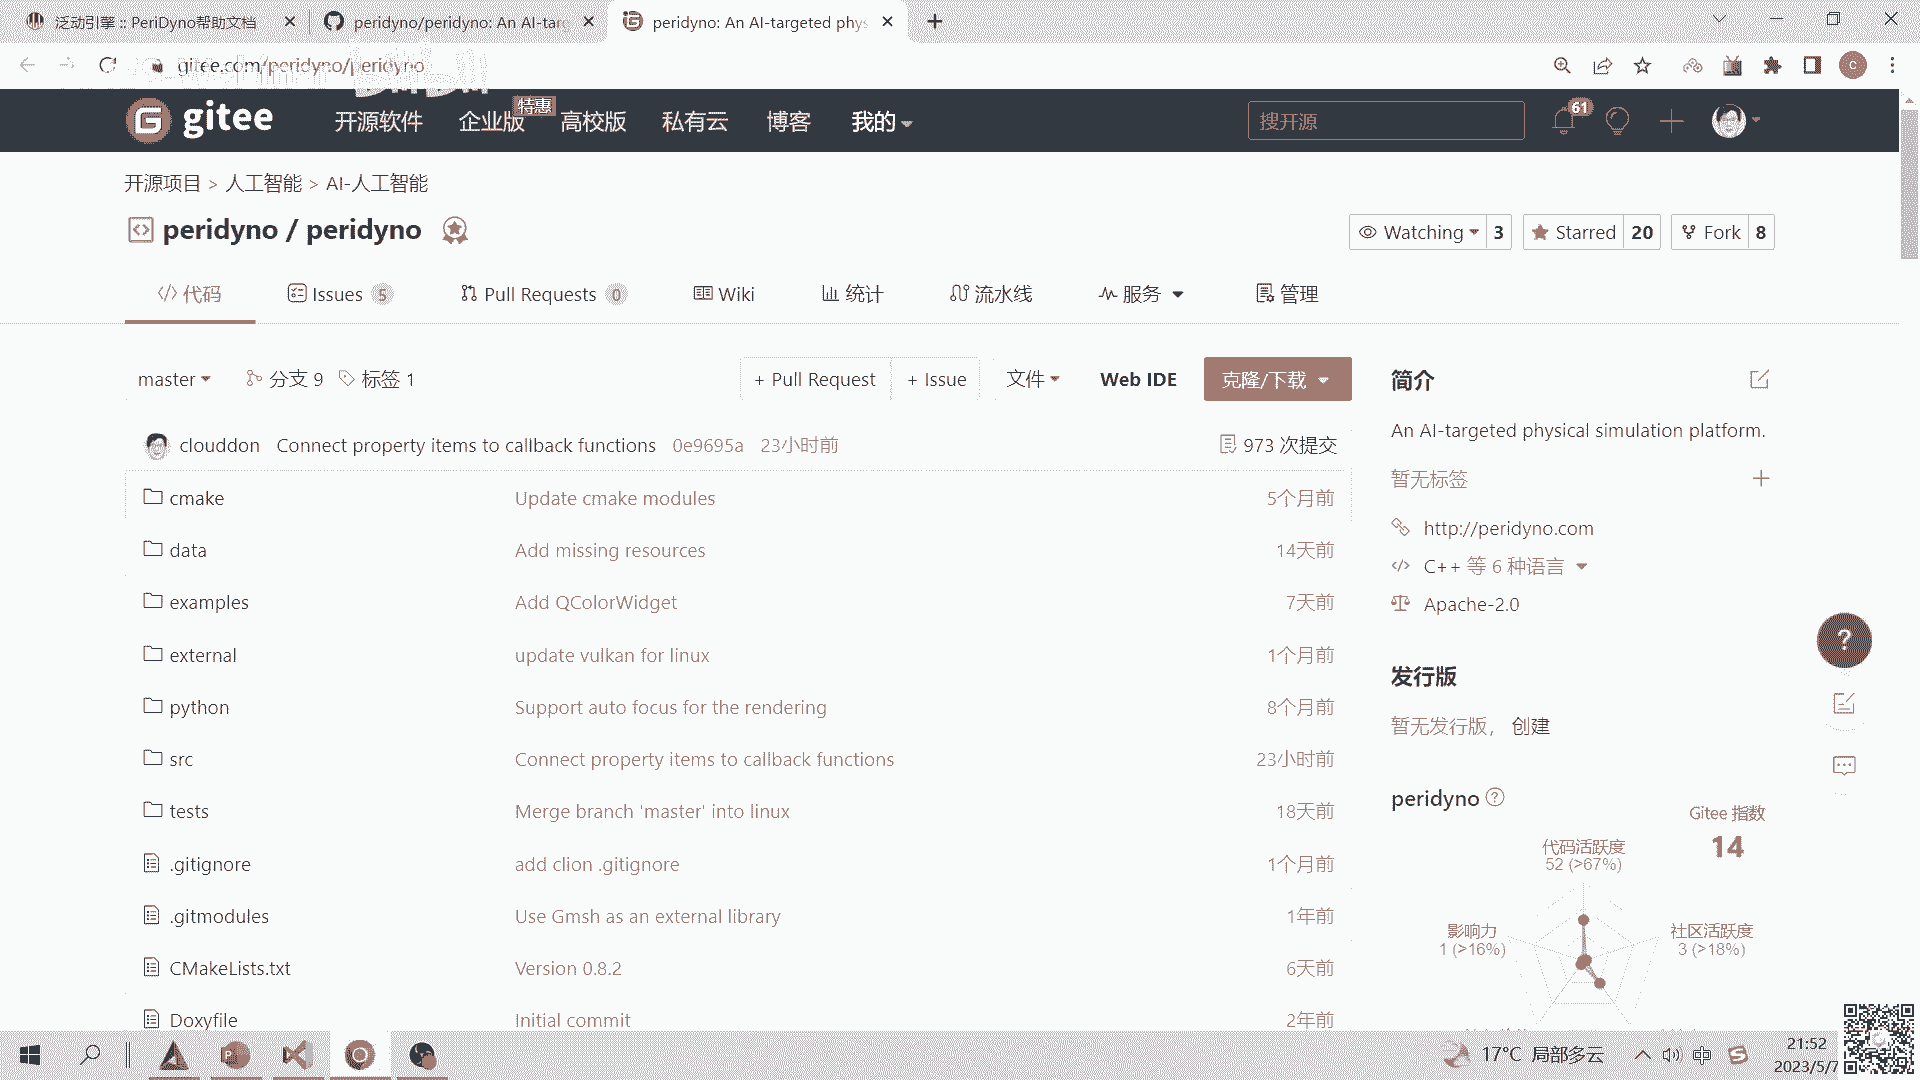 泛动引擎 :: PeriDyno帮助文档
peridyno/peridyno: An AI-targ
peridyno: An AI-targeted phys
gitee.com/peridyno/peridyno
C
gitee
开源软件
企业版
特惠
高校版
私有云
博客
我的
搜开源
61
开源项目 > 人工智能 > AI-人工智能
peridyno / peridyno
Watching 3
Starred 20
Fork 8
代码
Issues 5
Pull Requests 0
Wiki
统计
流水线
服务
管理
master
分支 9
标签 1
+ Pull Request
+ Issue
文件
Web IDE
克隆/下载
clouddon Connect property items to callback functions 0e9695a 23小时前
973 次提交
cmake Update cmake modules 5个月前
data Add missing resources 14天前
examples Add QColorWidget 7天前
external update vulkan for linux 1个月前
python Support auto focus for the rendering 8个月前
src Connect property items to callback functions 23小时前
tests Merge branch 'master' into linux 18天前
.gitignore add clion .gitignore 1个月前
.gitmodules Use Gmsh as an external library 1年前
CMakeLists.txt Version 0.8.2 6天前
Doxyfile Initial commit 2年前
简介
An AI-targeted physical simulation platform.
暂无标签
http://peridyno.com
C++ 等 6 种语言
Apache-2.0
发行版
暂无发行版， 创建
peridyno
Gitee 指数
14
代码活跃度
52 (>67%)
影响力
1 (>16%)
社区活跃度
3 (>18%)
17°C 局部多云
中
21:52
2023/5/7